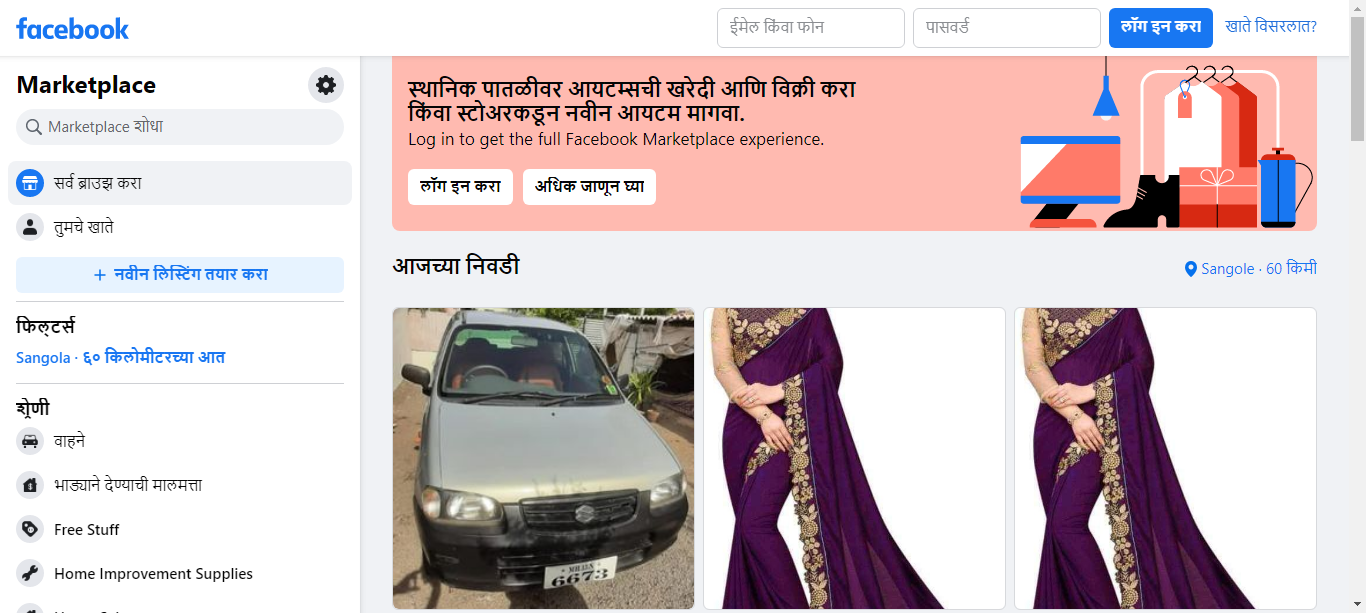 facebook
ईमेल किंवा फोन
पासवर्ड
लॉग इन करा
खाते विसरलात?
Marketplace
Marketplace शोधा
सर्व ब्राउझ करा
तुमचे खाते
+ नवीन लिस्टिंग तयार करा
फिल्टर्स
Sangola · ६० किलोमीटरच्या आत
श्रेणी
वाहने
भाड्याने देण्याची मालमत्ता
Free Stuff
Home Improvement Supplies
स्थानिक पातळीवर आयटम्सची खरेदी आणि विक्री करा
किंवा स्टोअरकडून नवीन आयटम मागवा.
Log in to get the full Facebook Marketplace experience.
लॉग इन करा
अधिक जाणून घ्या
आजच्या निवडी
Sangole · 60 किमी
6673